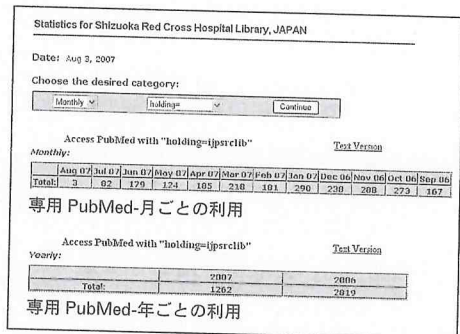 Statistics for Shizuoka Red Cross Hospital Library, JAPAN
Date: Aug 3, 2007
Choose the desired category:
Monthly holding= Continue
Access PubMed with "holding=ijpsrclib" Text Version
Monthly:
Aug 07 Jul 07 Jun 07 May 07 Apr 07 Mar 07 Feb 07 Jan 07 Dec 06 Nov 06 Oct 06 Sep 06
Total: 3 82 179 124 185 218 181 290 238 288 273 167
専用 PubMed-月ごとの利用
Access PubMed with "holding=ijpsrclib" Text Version
Yearly:
2007 2006
Total: 1262 2019
専用 PubMed-年ごとの利用